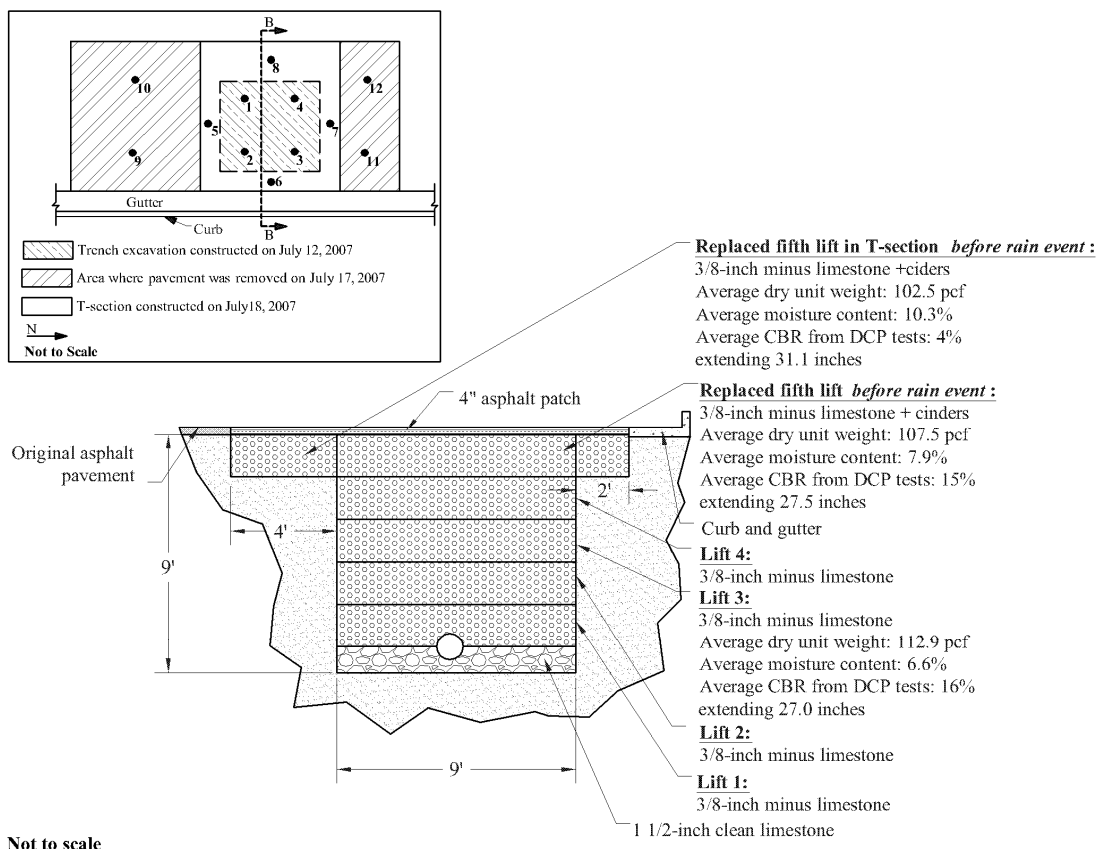 B
8
10
12
1
4
5
7
9
2
3
11
6
Gutter
Curb
B
Trench excavation constructed on July 12, 2007
Area where pavement was removed on July 17, 2007
T-section constructed on July18, 2007
N
Not to Scale
Replaced fifth lift in T-section before rain event :
3/8-inch minus limestone +ciders
Average dry unit weight: 102.5 pcf
Average moisture content: 10.3%
Average CBR from DCP tests: 4%
extending 31.1 inches
4" asphalt patch
Original asphalt
pavement
Replaced fifth lift before rain event :
3/8-inch minus limestone + cinders
Average dry unit weight: 107.5 pcf
Average moisture content: 7.9%
Average CBR from DCP tests: 15%
extending 27.5 inches
2'
4'
9'
9'
Curb and gutter
Lift 4:
3/8-inch minus limestone
Lift 3:
3/8-inch minus limestone
Average dry unit weight: 112.9 pcf
Average moisture content: 6.6%
Average CBR from DCP tests: 16%
extending 27.0 inches
Lift 2:
3/8-inch minus limestone
Lift 1:
3/8-inch minus limestone
1 1/2-inch clean limestone
Not to scale